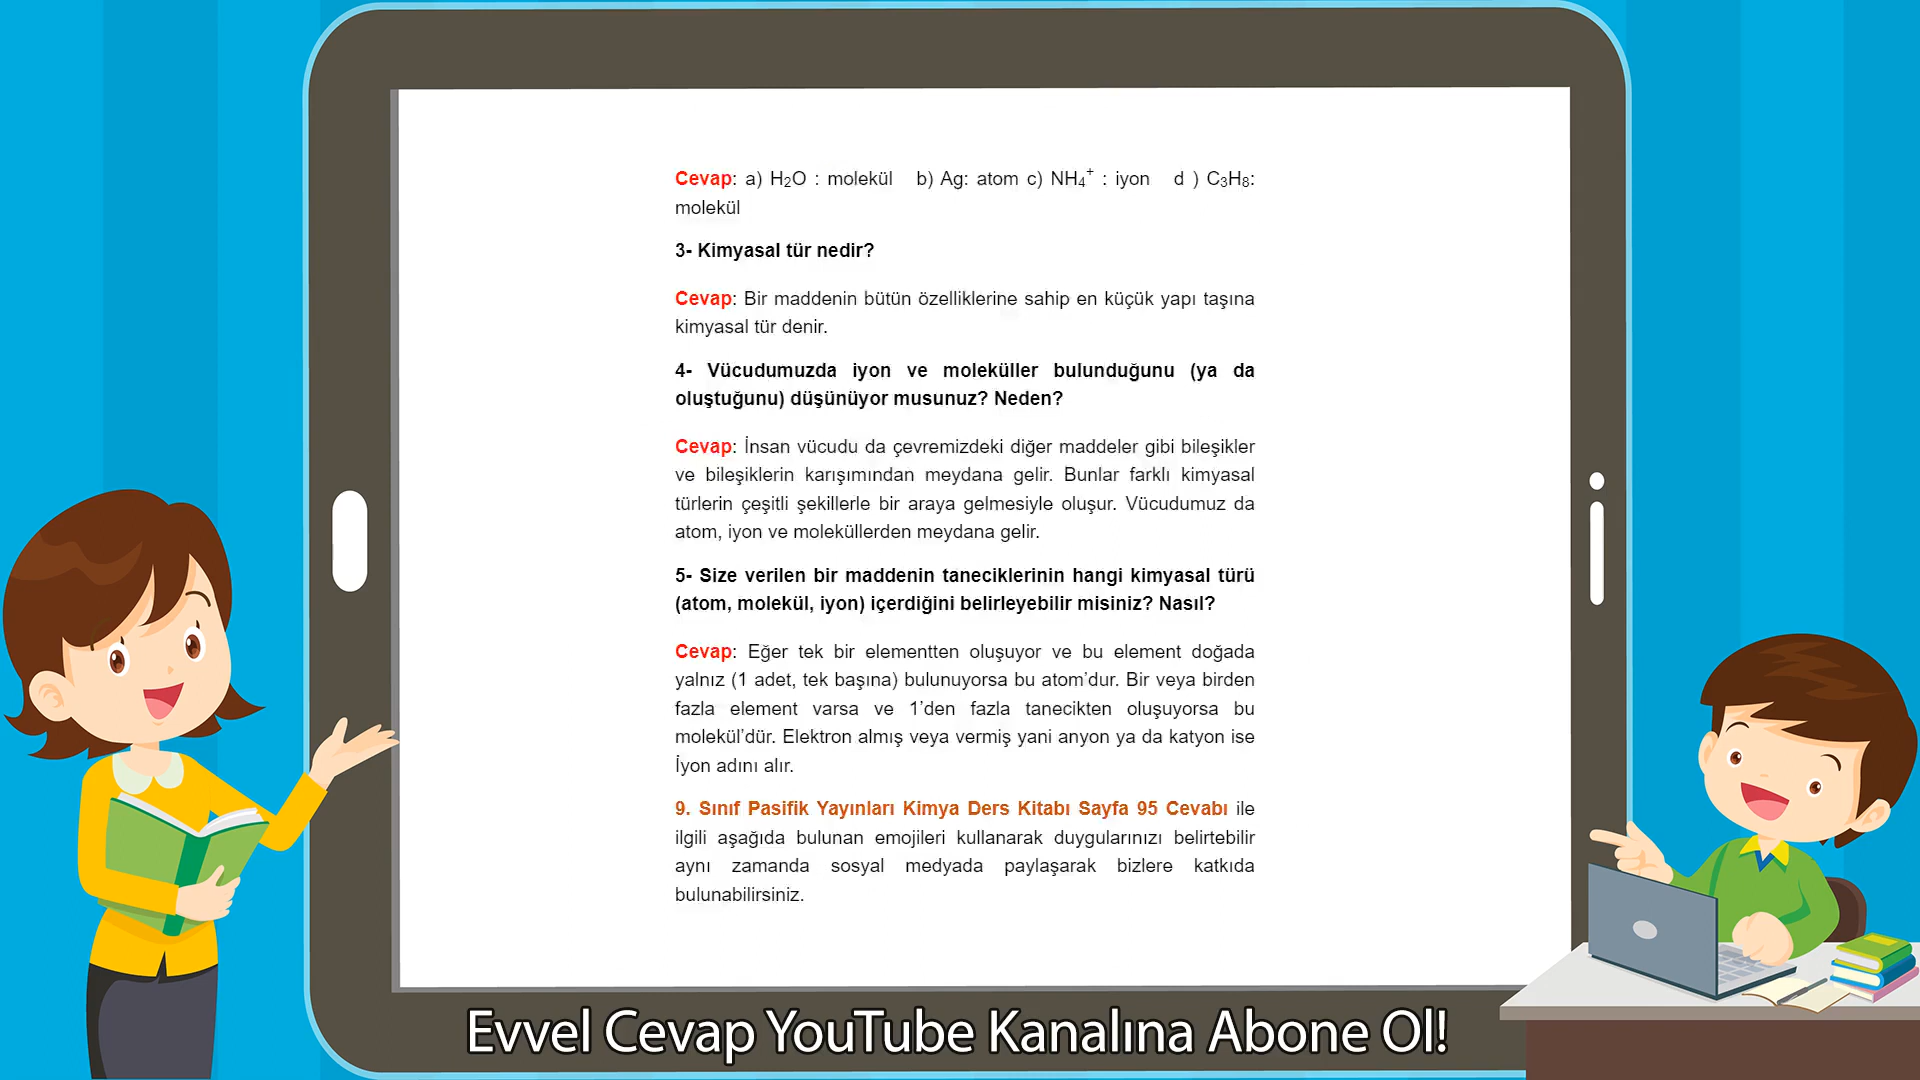 Cevap: a) H₂O : molekül b) Ag: atom c) NH₄⁺ : iyon d ) C₃H₈:
molekül
3- Kimyasal tür nedir?
Cevap: Bir maddenin bütün özelliklerine sahip en küçük yapı taşına
kimyasal tür denir.
4- Vücudumuzda iyon ve moleküller bulunduğunu (ya da
oluştuğunu) düşünüyor musunuz? Neden?
Cevap: İnsan vücudu da çevremizdeki diğer maddeler gibi bileşikler
ve bileşiklerin karışımından meydana gelir. Bunlar farklı kimyasal
türlerin çeşitli şekillerle bir araya gelmesiyle oluşur. Vücudumuz da
atom, iyon ve moleküllerden meydana gelir.
5- Size verilen bir maddenin taneciklerinin hangi kimyasal türü
(atom, molekül, iyon) içerdiğini belirleyebilir misiniz? Nasıl?
Cevap: Eğer tek bir elementten oluşuyor ve bu element doğada
yalnız (1 adet, tek başına) bulunuyorsa bu atom’dur. Bir veya birden
fazla element varsa ve 1’den fazla tanecikten oluşuyorsa bu
molekül’dür. Elektron almış veya vermiş yani anyon ya da katyon ise
İyon adını alır.
9. Sınıf Pasifik Yayınları Kimya Ders Kitabı Sayfa 95 Cevabı ile
ilgili aşağıda bulunan emojileri kullanarak duygularınızı belirtebilir
aynı zamanda sosyal medyada paylaşarak bizlere katkıda
bulunabilirsiniz.
Evvel Cevap YouTube Kanalına Abone Ol!